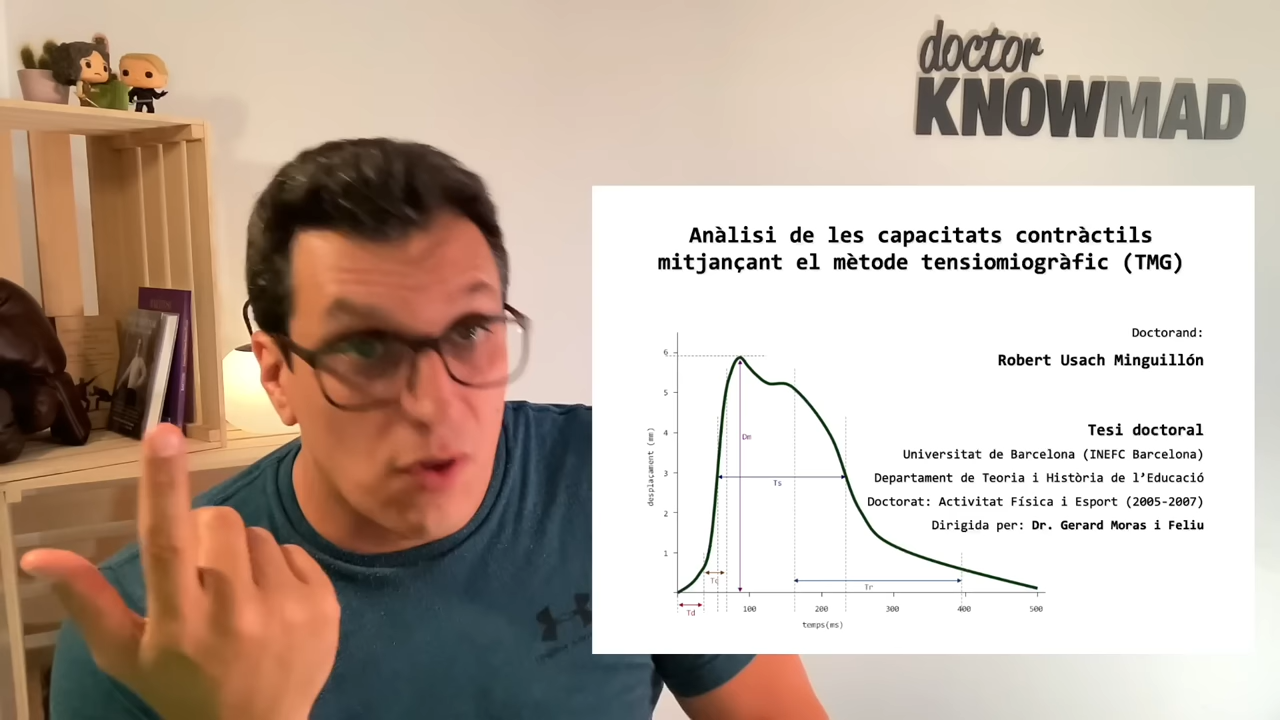 doctor
KNOWMAD
Anàlisi de les capacitats contràctils
mitjançant el mètode tensiomiogràfic (TMG)
Doctorand:
Robert Usach Minguillón
Tesi doctoral
Universitat de Barcelona (INEFC Barcelona)
Departament de Teoria i Història de l’Educació
Doctorat: Activitat Física i Esport (2005-2007)
Dirigida per: Dr. Gerard Moras i Feliu
desplaçament (mm)
6
5
4
3
2
1
Dm
Ts
Tc
Tr
Td
100
200
300
400
500
temps(ms)